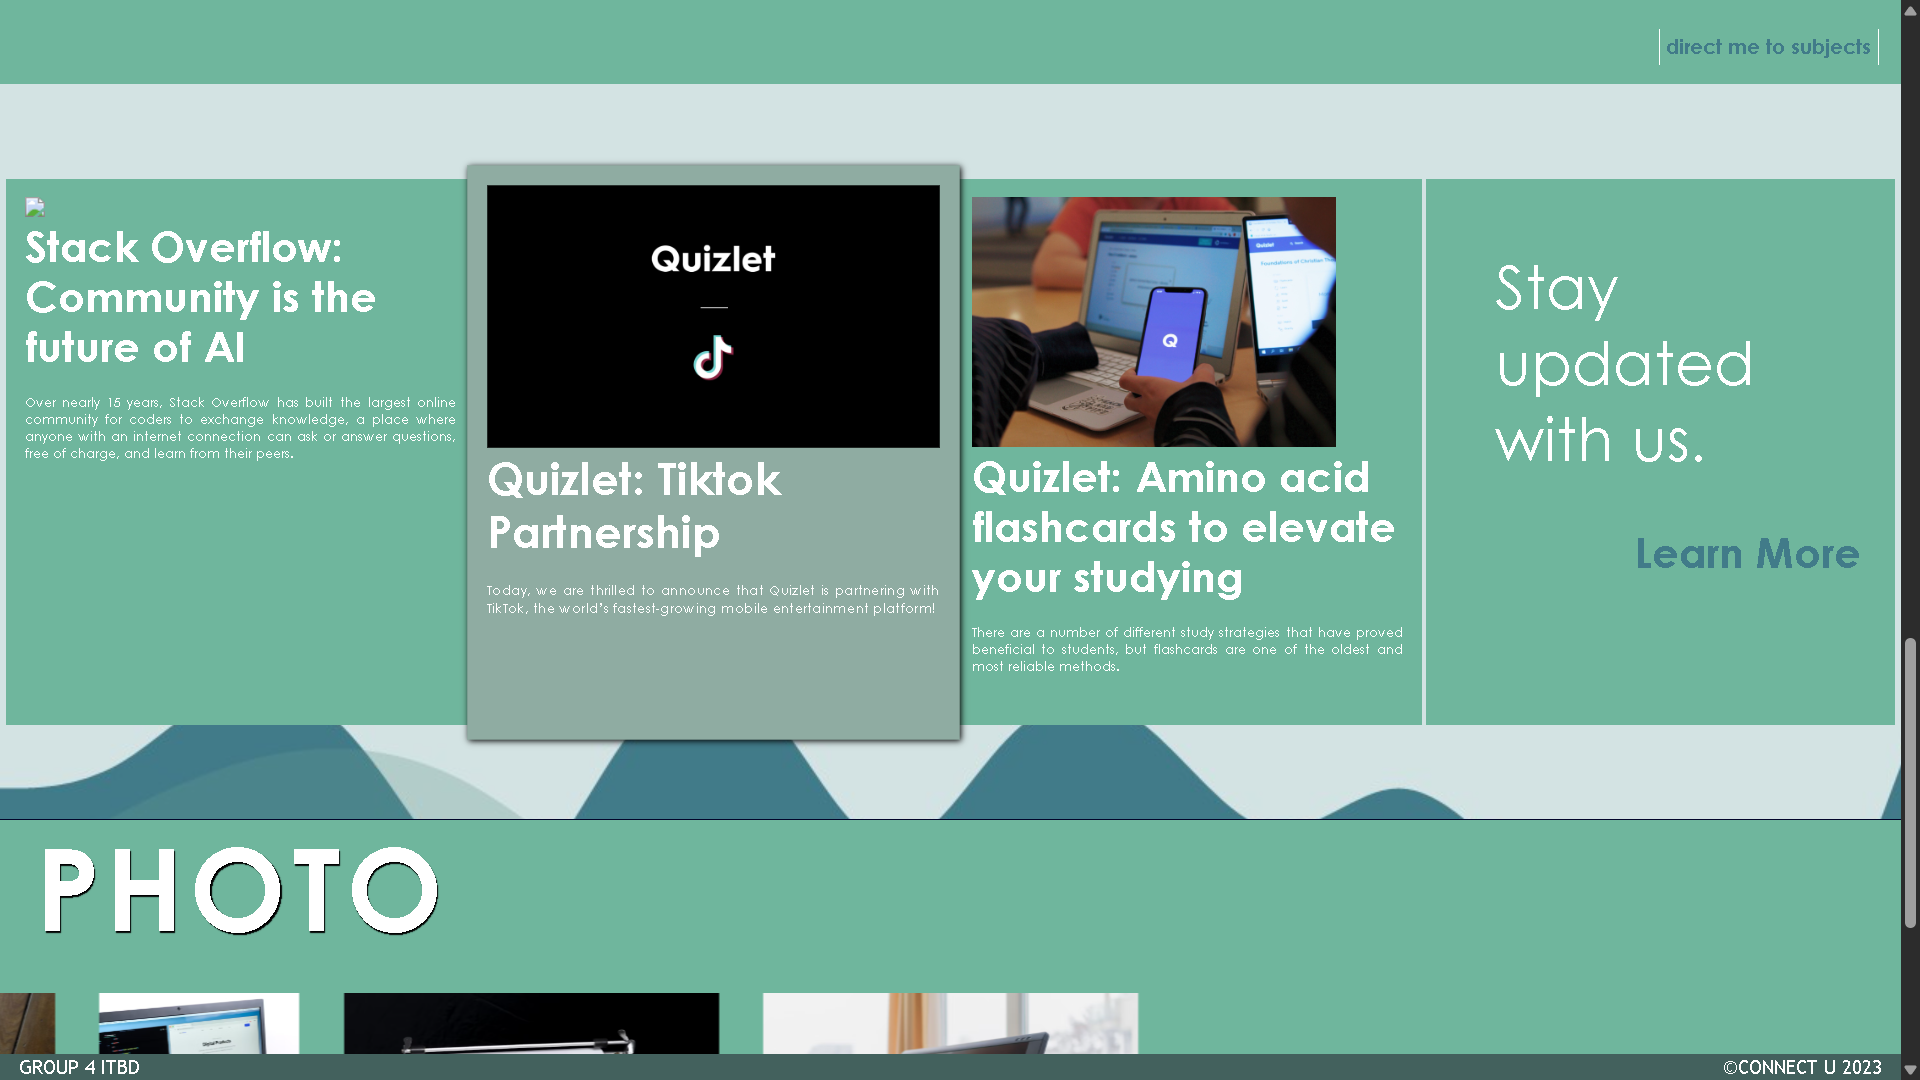 direct me to subjects
Stack Overflow:
Community is the
future of AI
Over nearly 15 years, Stack Overflow has built the largest online
community for coders to exchange knowledge, a place where
anyone with an internet connection can ask or answer questions,
free of charge, and learn from their peers.
Quizlet
Quizlet: Tiktok
Partnership
Today, we are thrilled to announce that Quizlet is partnering with
TikTok, the world's fastest-growing mobile entertainment platform!
Quizlet
Q
Quizlet: Amino acid
flashcards to elevate
your studying
There are a number of different study strategies that have proved
beneficial to students, but flashcards are one of the oldest and
most reliable methods.
Stay
updated
with us.
Learn More
PHOTO
GROUP 4 ITBD
©CONNECT U 2023